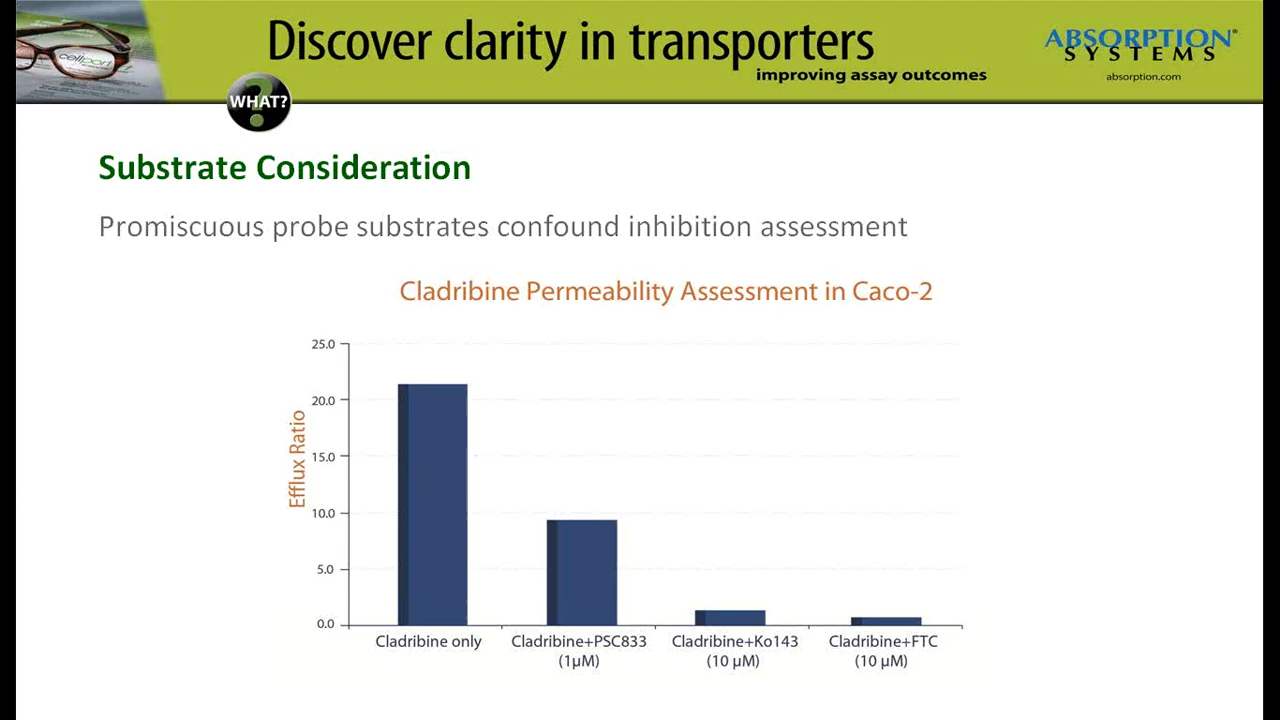 Discover clarity in transporters
improving assay outcomes
ABSORPTION®
SYSTEMS
absorption.com
cellport
WHAT?
?
Substrate Consideration
Promiscuous probe substrates confound inhibition assessment
Cladribine Permeability Assessment in Caco-2
Efflux Ratio
25.0
20.0
15.0
10.0
5.0
0.0
Cladribine only
Cladribine+PSC833
(1µM)
Cladribine+Ko143
(10 µM)
Cladribine+FTC
(10 µM)